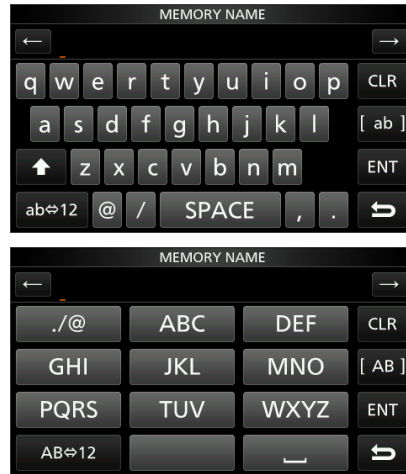 MEMORY NAME
← →
q w e r t y u i o p CLR
a s d f g h j k l [ ab ]
z x c v b n m ENT
ab⇔12 @ / SPACE , .
MEMORY NAME
← →
./@ ABC DEF CLR
GHI JKL MNO [ AB ]
PQRS TUV WXYZ ENT
AB⇔12